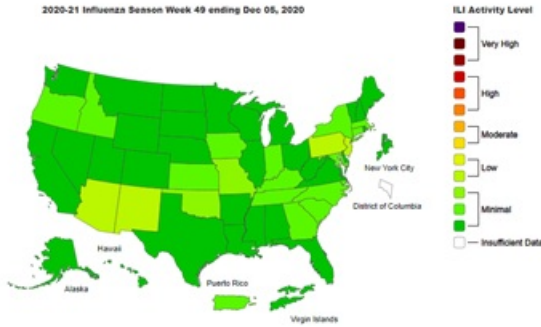 2020-21 Influenza Season Week 49 ending Dec 05, 2020
ILI Activity Level
Very High
High
Moderate
Low
Minimal
Insufficient Data
New York City
District of Columbia
Hawaii
Alaska
Puerto Rico
Virgin Islands